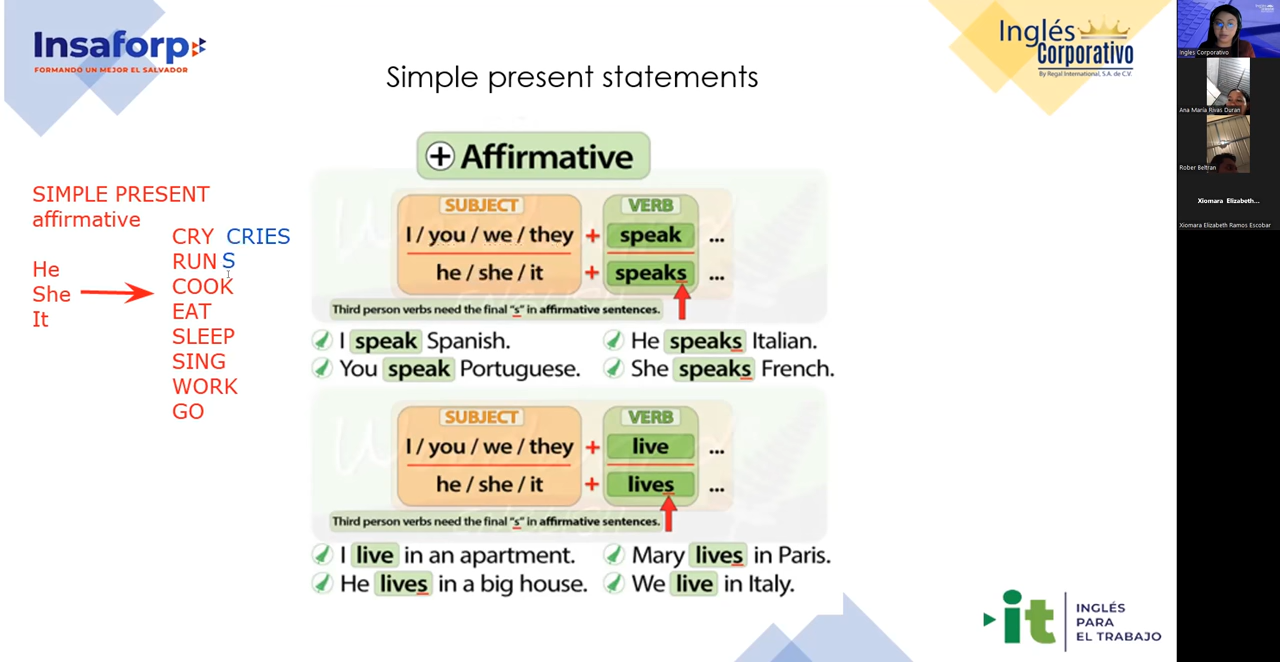 Insaforp
FORMANDO UN MEJOR EL SALVADOR
Inglés
Corporativo
By Regal International, S.A. de C.V.
Simple present statements
+ Affirmative
SIMPLE PRESENT
affirmative
CRY CRIES
RUN S
COOK
EAT
SLEEP
SING
WORK
GO
He
She
It
SUBJECT VERB
I / you / we / they + speak ...
he / she / it + speaks ...
Third person verbs need the final "s" in affirmative sentences.
I speak Spanish. He speaks Italian.
You speak Portuguese. She speaks French.
SUBJECT VERB
I / you / we / they + live ...
he / she / it + lives ...
Third person verbs need the final "s" in affirmative sentences.
I live in an apartment. Mary lives in Paris.
He lives in a big house. We live in Italy.
it
INGLÉS
PARA
EL TRABAJO
Ingles Corporativo
Ana María Rivas Duran
Rober Beltran
Xiomara Elizabeth...
Xiomara Elizabeth Ramos Escobar